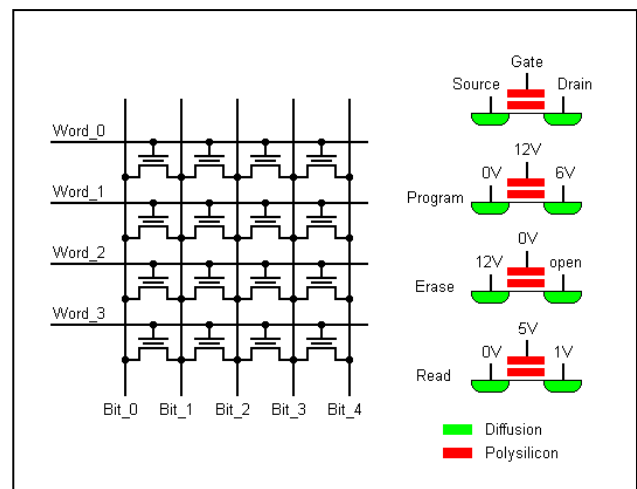 Gate
Source Drain
Word_0
12V
0V 6V
Program
Word_1
0V
12V open
Erase
Word_2
5V
0V 1V
Read
Word_3
Bit_0 Bit_1 Bit_2 Bit_3 Bit_4
Diffusion
Polysilicon